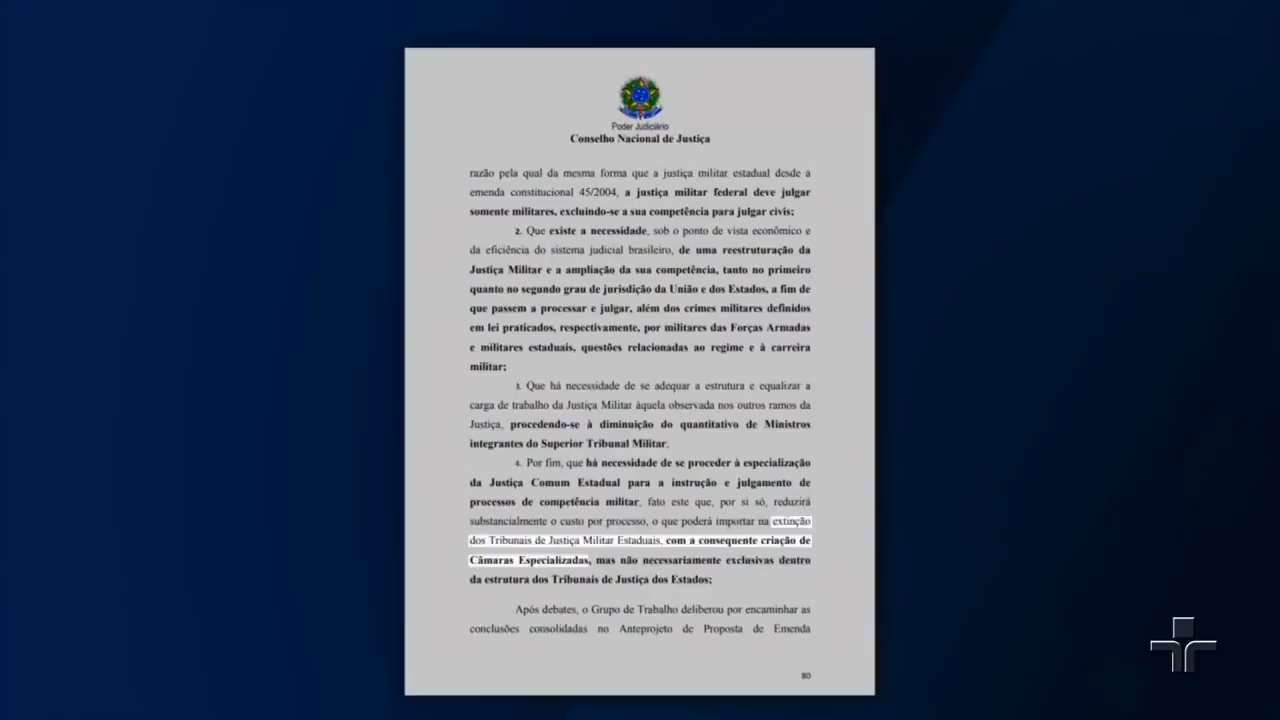 Poder Judiciário
Conselho Nacional de Justiça
razão pela qual da mesma forma que a justiça militar estadual desde a
emenda constitucional 45/2004, a justiça militar federal deve julgar
somente militares, excluindo-se a sua competência para julgar civis;
2. Que existe a necessidade, sob o ponto de vista econômico e
da eficiência do sistema judicial brasileiro, de uma reestruturação da
Justiça Militar e a ampliação da sua competência, tanto no primeiro
quanto no segundo grau de jurisdição da União e dos Estados, a fim de
que passem a processar e julgar, além dos crimes militares definidos
em lei praticados, respectivamente, por militares das Forças Armadas
e militares estaduais, questões relacionadas ao regime e à carreira
militar;
3. Que há necessidade de se adequar a estrutura e equalizar a
carga de trabalho da Justiça Militar àquela observada nos outros ramos da
Justiça, procedendo-se à diminuição do quantitativo de Ministros
integrantes do Superior Tribunal Militar.
4. Por fim, que há necessidade de se proceder à especialização
da Justiça Comum Estadual para a instrução e julgamento de
processos de competência militar, fato este que, por si só, reduzirá
substancialmente o custo por processo, o que poderá importar na extinção
dos Tribunais de Justiça Militar Estaduais, com a consequente criação de
Câmaras Especializadas, mas não necessariamente exclusivas dentro
da estrutura dos Tribunais de Justiça dos Estados;
Após debates, o Grupo de Trabalho deliberou por encaminhar as
conclusões consolidadas no Anteprojeto de Proposta de Emenda
80